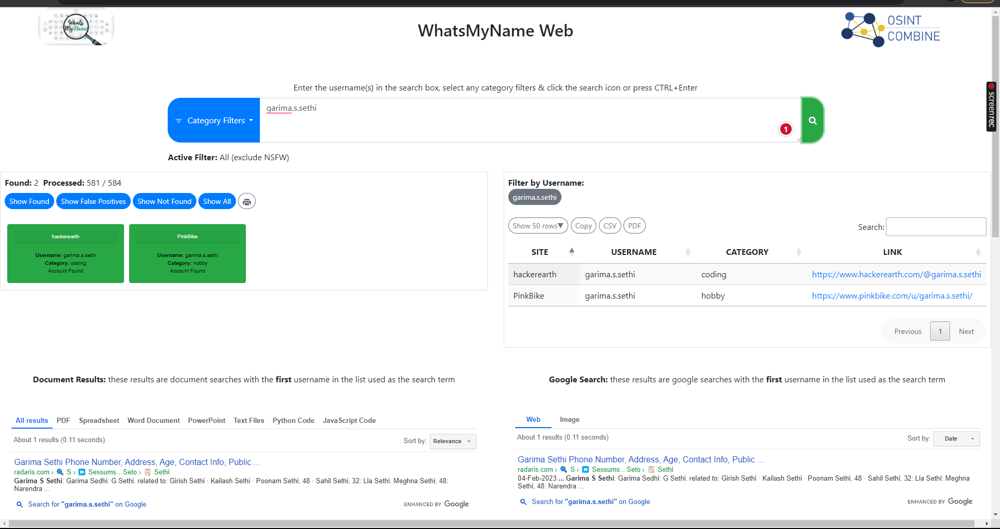 Whats
MyName
WhatsMyName Web
OSINT
COMBINE
Enter the username(s) in the search box, select any category filters & click the search icon or press CTRL+Enter
Category Filters
garima.s.sethi
1
screenrec
Active Filter: All (exclude NSFW)
Found: 2 Processed: 581 / 584
Show Found Show False Positives Show Not Found Show All
hackerearth
Username: garima.s.sethi
Category: coding
Account Found
PinkBike
Username: garima.s.sethi
Category: hobby
Account Found
Filter by Username:
garima.s.sethi
Show 50 rows▼ Copy CSV PDF
Search:
SITE USERNAME CATEGORY LINK
hackerearth garima.s.sethi coding https://www.hackerearth.com/@garima.s.sethi
PinkBike garima.s.sethi hobby https://www.pinkbike.com/u/garima.s.sethi/
Previous 1 Next
Document Results: these results are document searches with the first username in the list used as the search term
All results PDF Spreadsheet Word Document PowerPoint Text Files Python Code JavaScript Code
About 1 results (0.11 seconds)
Sort by: Relevance
Garima Sethi Phone Number, Address, Age, Contact Info, Public ...
radaris.com › S › Sessums...Seto › Sethi
Garima S Sethi: Garima Sedhi: G Sethi. related to: Girish Sethi · Kailash Sethi · Poonam Sethi, 48 · Sahil Sethi, 32: Lla Sethi: Meghna Sethi, 48:
Narendra ...
Search for "garima.s.sethi" on Google
ENHANCED BY Google
Google Search: these results are google searches with the first username in the list used as the search term
Web Image
About 1 results (0.11 seconds)
Sort by: Date
Garima Sethi Phone Number, Address, Age, Contact Info, Public ...
radaris.com › S › Sessums...Seto › Sethi
04-Feb-2023 ... Garima S Sethi: Garima Sedhi: G Sethi. related to: Girish Sethi · Kailash Sethi · Poonam Sethi, 48 · Sahil Sethi, 32: Lla Sethi: Meghna
Sethi, 48: Narendra ...
Search for "garima.s.sethi" on Google
ENHANCED BY Google